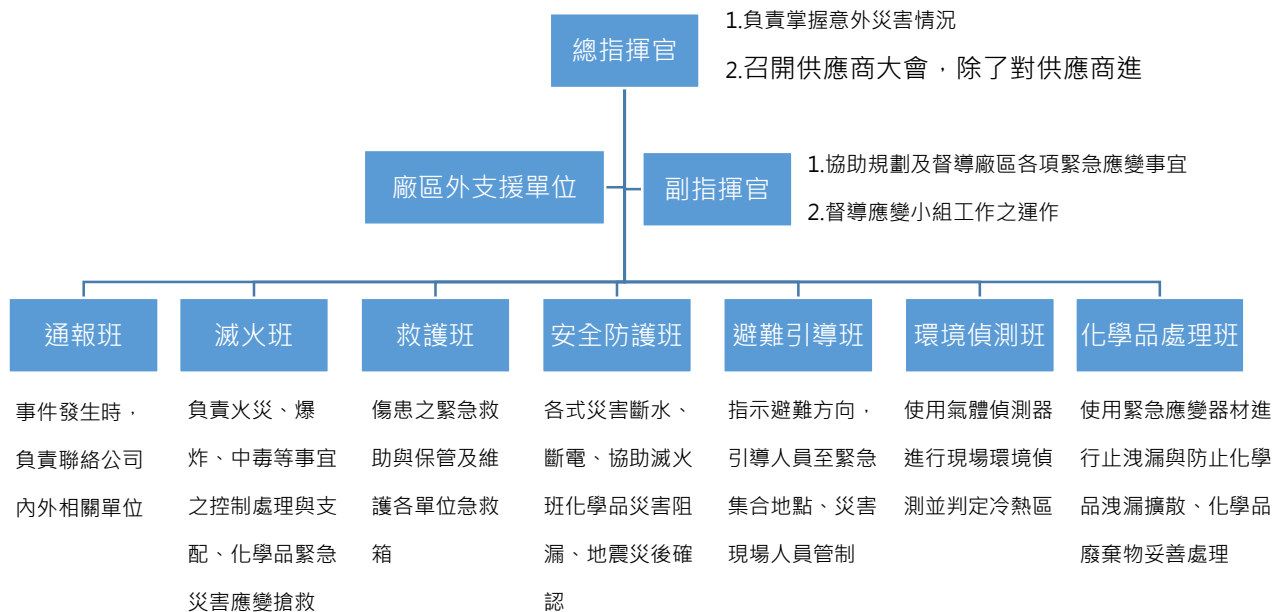 總指揮官
1.負責掌握意外災害情況
2.召開供應商大會，除了對供應商進
廠區外支援單位
副指揮官
1.協助規劃及督導廠區各項緊急應變事宜
2.督導應變小組工作之運作
通報班
事件發生時，
負責聯絡公司
內外相關單位
滅火班
負責火災、爆
炸、中毒等事宜
之控制處理與支
配、化學品緊急
災害應變搶救
救護班
傷患之緊急救
助與保管及維
護各單位急救
箱
安全防護班
各式災害斷水、
斷電、協助滅火
班化學品災害阻
漏、地震災後確
認
避難引導班
指示避難方向，
引導人員至緊急
集合地點、災害
現場人員管制
環境偵測班
使用氣體偵測器
進行現場環境偵
測並判定冷熱區
化學品處理班
使用緊急應變器材進
行止洩漏與防止化學
品洩漏擴散、化學品
廢棄物妥善處理